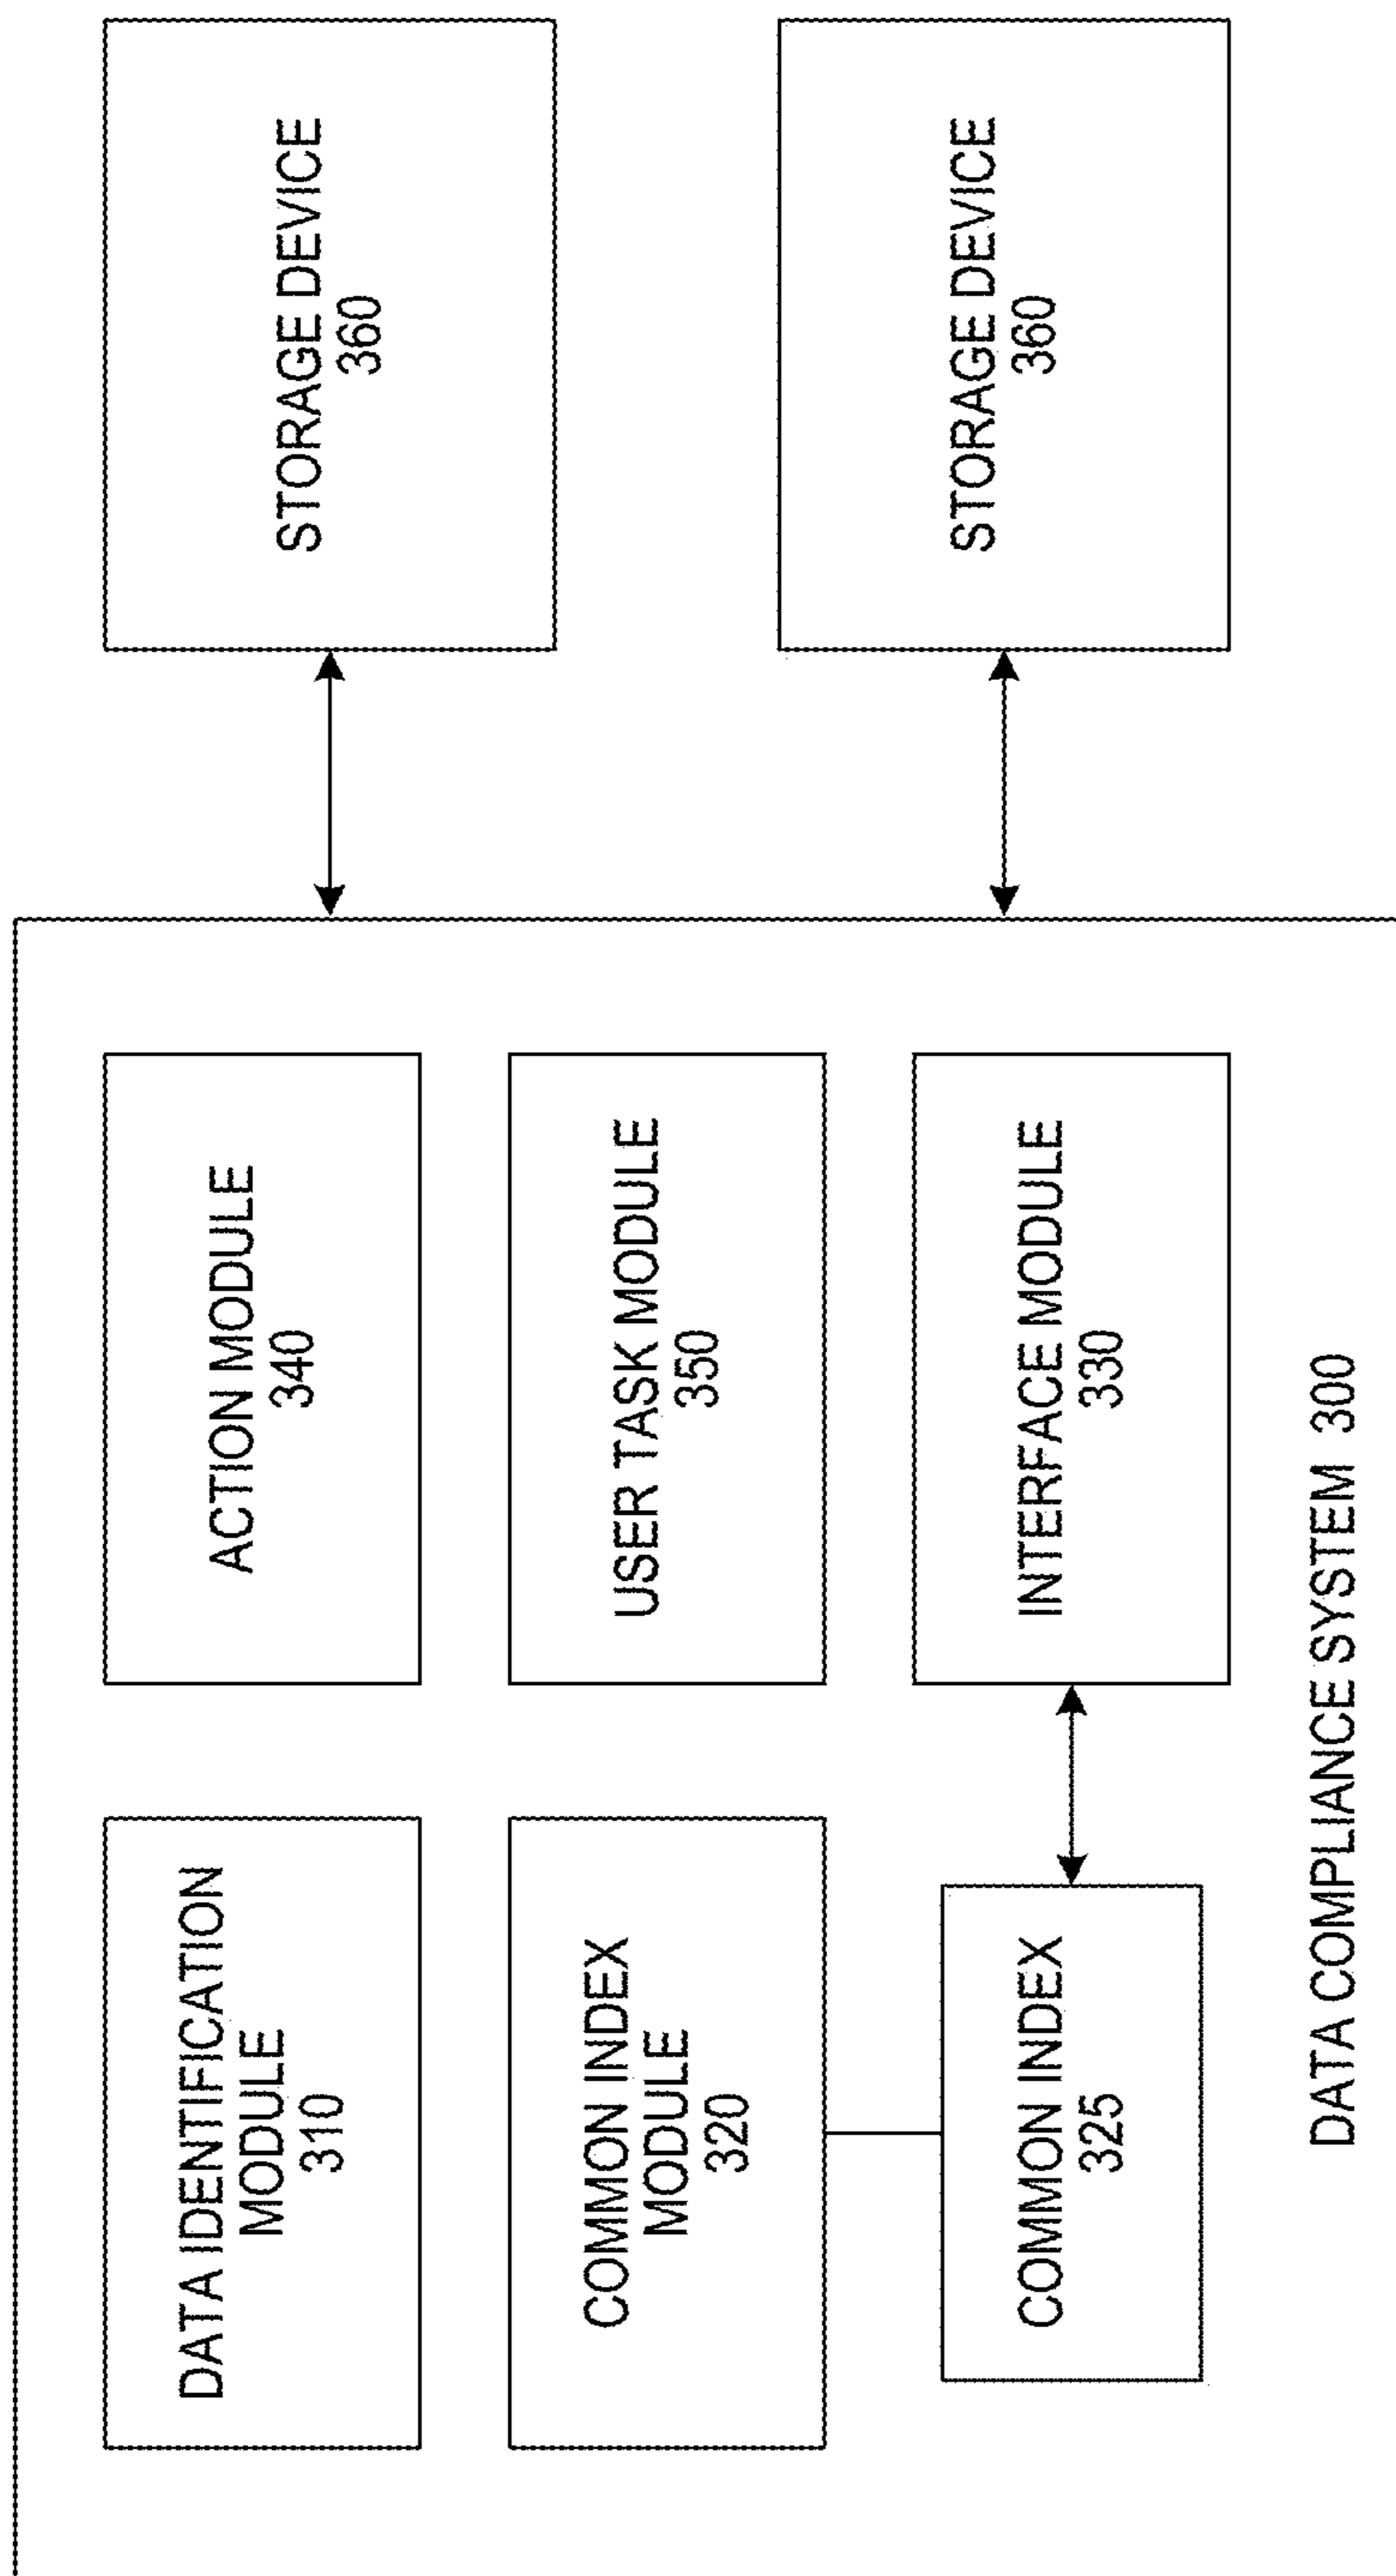 DATA IDENTIFICATION
MODULE
310
ACTION MODULE
340
STORAGE DEVICE
360
COMMON INDEX
MODULE
320
USER TASK MODULE
350
COMMON INDEX
325
INTERFACE MODULE
330
STORAGE DEVICE
360
DATA COMPLIANCE SYSTEM 300